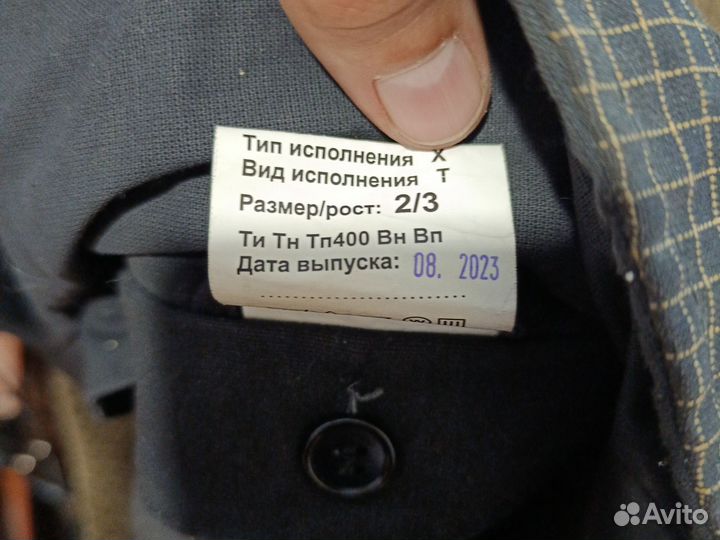 Тип исполнения Х
Вид исполнения Т
Размер/рост: 2/3
Ти Тн Тп400 Вн Вп
Дата выпуска: 08. 2023
Avito